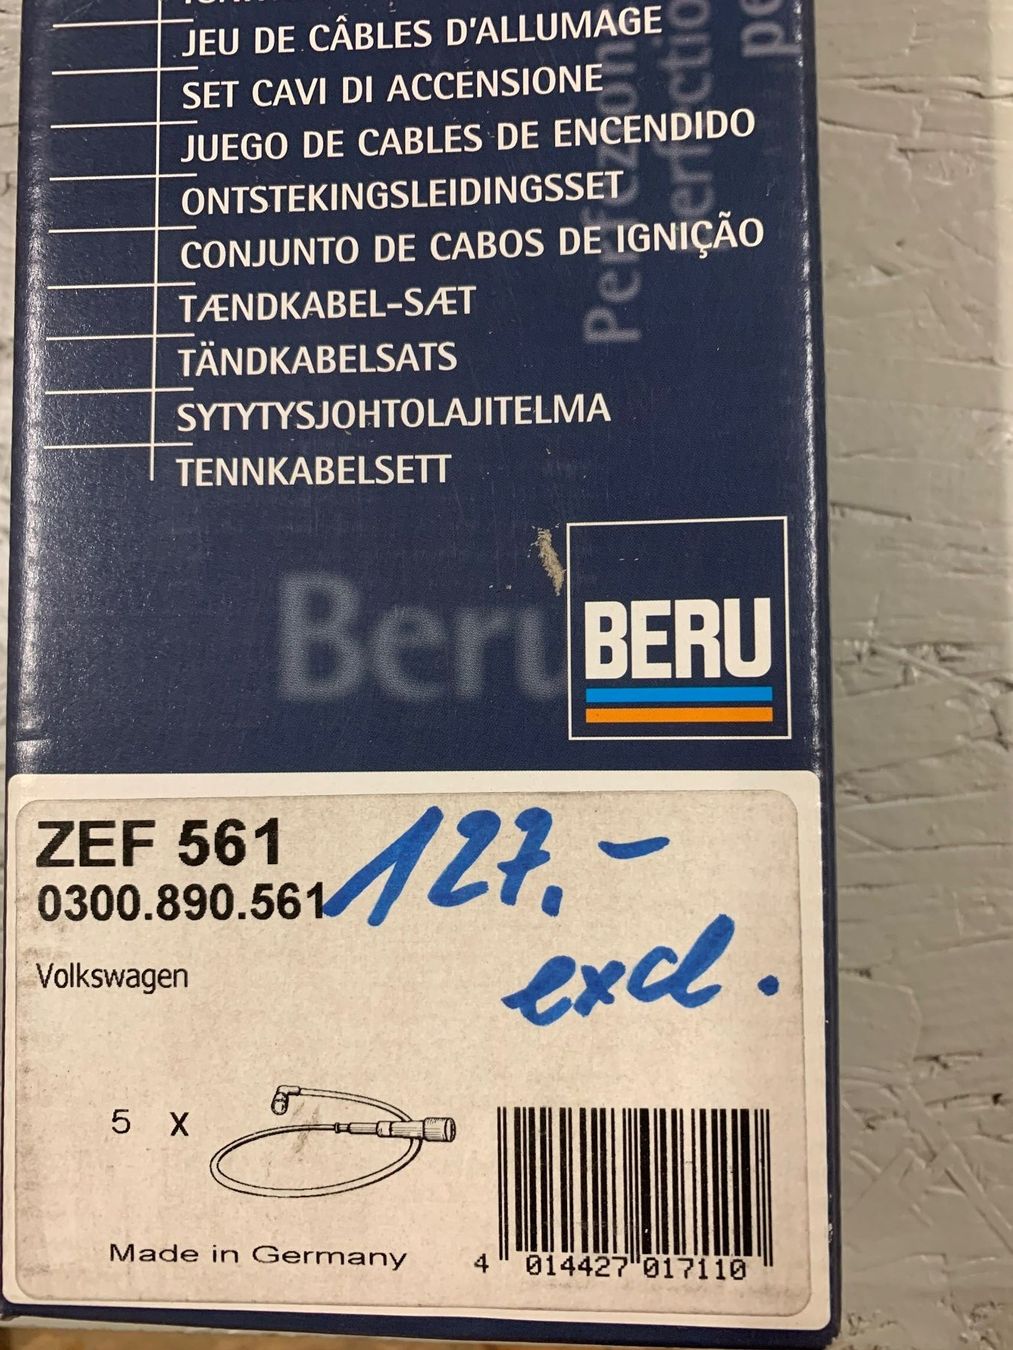 JEU DE CÂBLES D'ALLUMAGE
SET CAVI DI ACCENSIONE
JUEGO DE CABLES DE ENCENDIDO
ONTSTEKINGSLEIDINGSSET
CONJUNTO DE CABOS DE IGNIÇÃO
TÆNDKABEL-SÆT
TÄNDKABELSATS
SYTYTYSJOHTOLAJITELMA
TENNKABELSETT
Beru
BERU
ZEF 561
0300.890.561
127.-
excl.
Volkswagen
5 X
Made in Germany
4 014427 017110